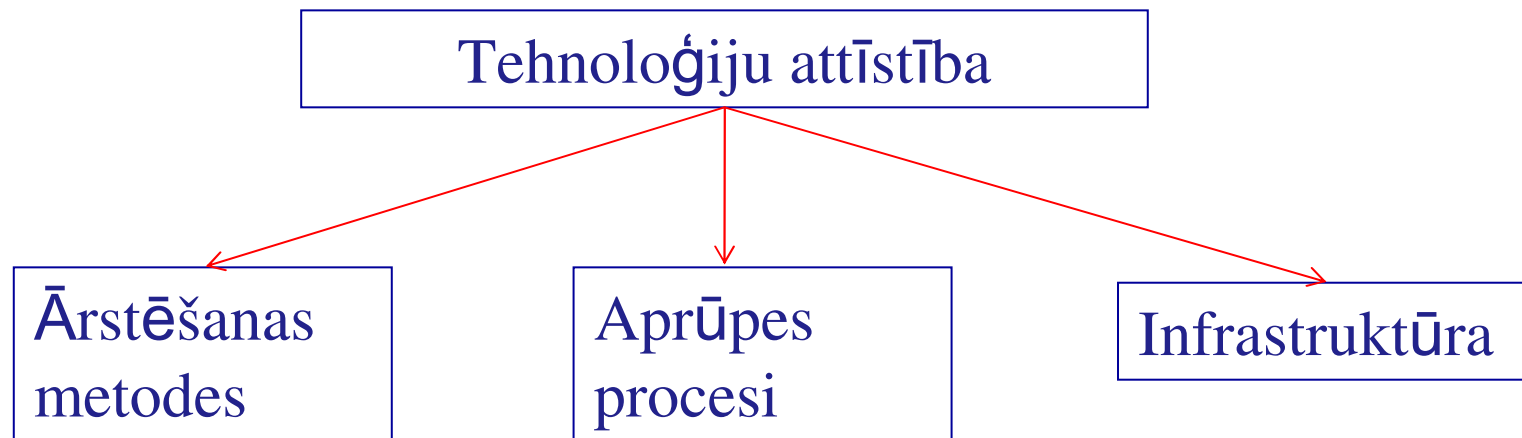 Tehnoloģiju attīstība
Ārstēšanas
metodes
Aprūpes
procesi
Infrastruktūra